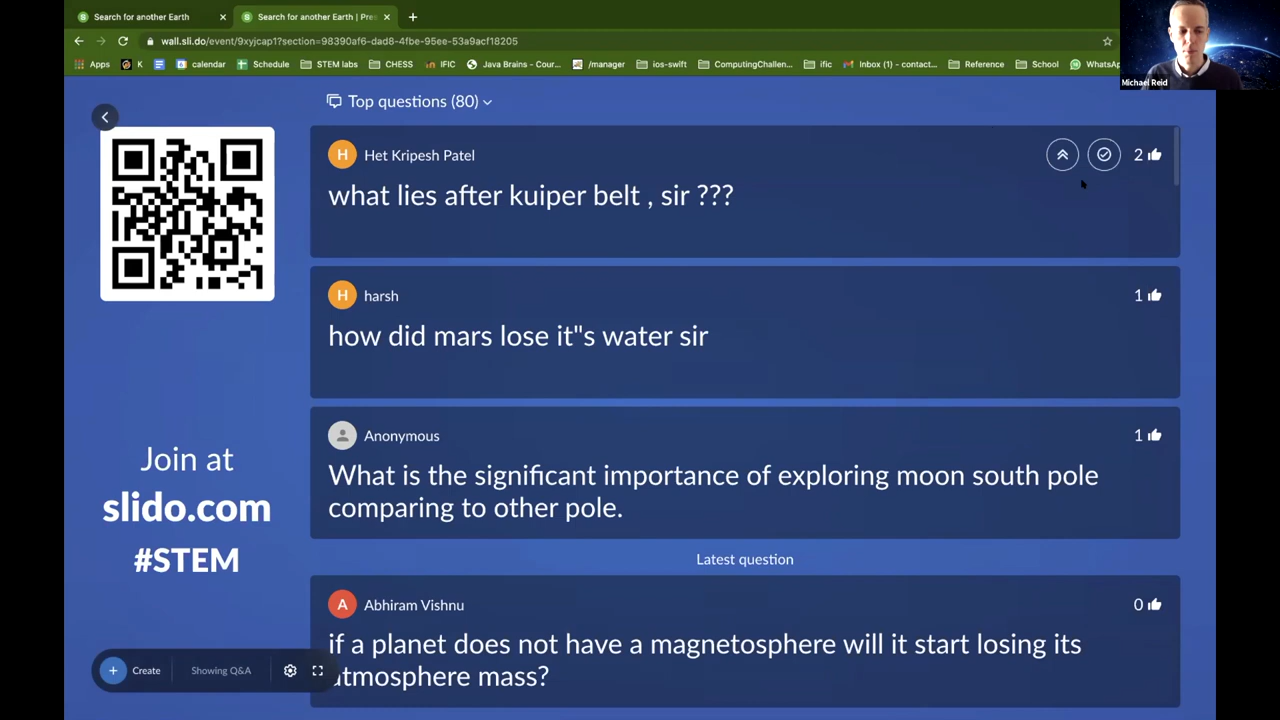 Search for another Earth
Search for another Earth | Pres
wall.sli.do/event/9xyjcap1?section=98390af6-dad8-4fbe-95ee-53a9acf18205
Apps K calendar Schedule STEM labs CHESS IFIC Java Brains - Cour... /manager ios-swift ComputingChallen... ific Inbox (1) - contact... Reference School WhatsAp
Michael Reid
Top questions (80)
H Het Kripesh Patel 2
what lies after kuiper belt , sir ???
H harsh 1
how did mars lose it"s water sir
Anonymous 1
What is the significant importance of exploring moon south pole
comparing to other pole.
Latest question
A Abhiram Vishnu 0
if a planet does not have a magnetosphere will it start losing its
atmosphere mass?
Join at
slido.com
#STEM
Create Showing Q&A